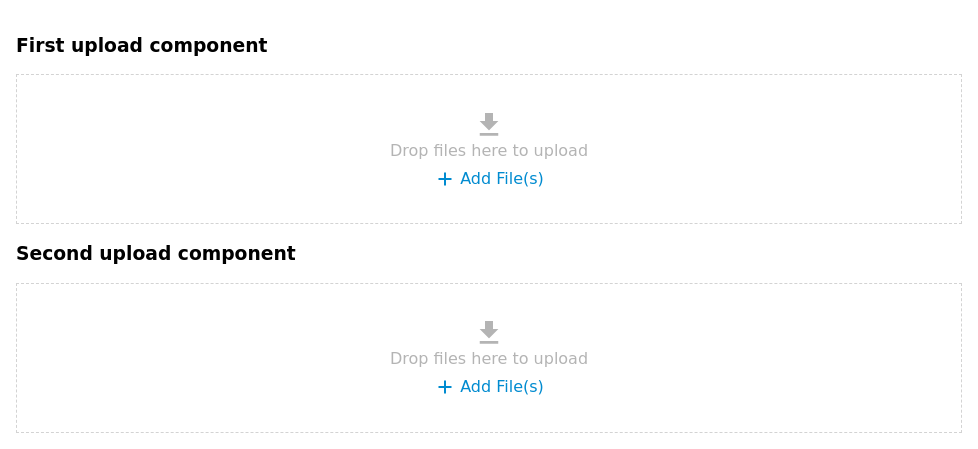 First upload component
Drop files here to upload
+ Add File(s)
Second upload component
Drop files here to upload
+ Add File(s)